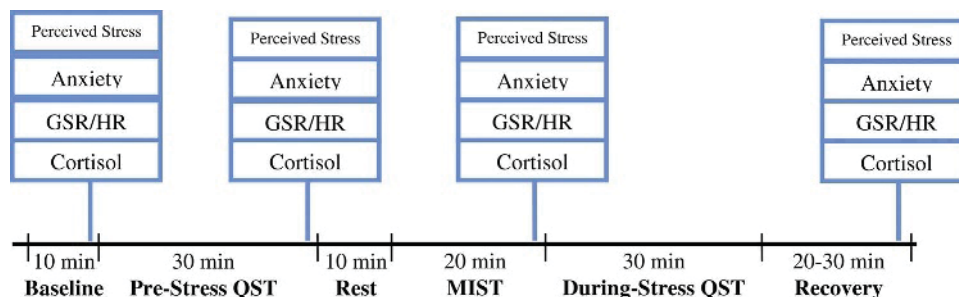 Perceived Stress Perceived Stress Perceived Stress Perceived Stress
Anxiety Anxiety Anxiety Anxiety
GSR/HR GSR/HR GSR/HR GSR/HR
Cortisol Cortisol Cortisol Cortisol
10 min 30 min 10 min 20 min 30 min 20-30 min
Baseline Pre-Stress QST Rest MIST During-Stress QST Recovery